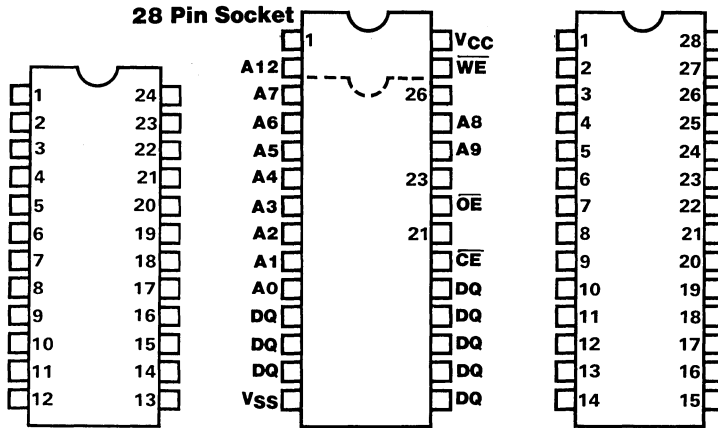 28 Pin Socket
1 24
2 23
3 22
4 21
5 20
6 19
7 18
8 17
9 16
10 15
11 14
12 13
1 VCC
A12 WE
A7 26
A6 A8
A5 A9
A4 23
A3 OE
A2 21
A1 CE
A0 DQ
DQ DQ
DQ DQ
DQ DQ
VSS DQ
1 28
2 27
3 26
4 25
5 24
6 23
7 22
8 21
9 20
10 19
11 18
12 17
13 16
14 15